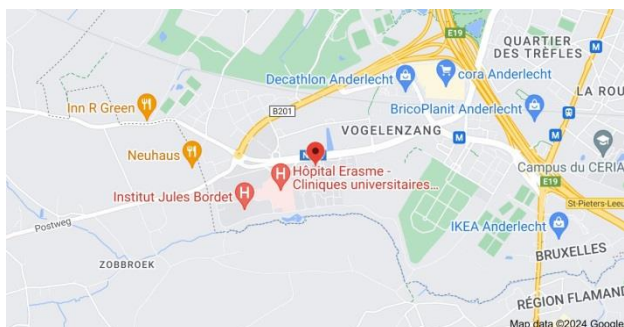 E19
QUARTIER
DES TRÈFLES
M
Decathlon Anderlecht
cora Anderlecht
LA ROU
Inn R Green
B201
BricoPlanit Anderlecht
VOGELENZANG
M
M
Neuhaus
Campus du CERIA
H
Hôpital Erasme -
Cliniques universitaires...
E19
Institut Jules Bordet
H
St-Pieters-Leeu
Postweg
IKEA Anderlecht
BRUXELLES
ZOBBROEK
RÉGION FLAMAND
Map data ©2024 Google